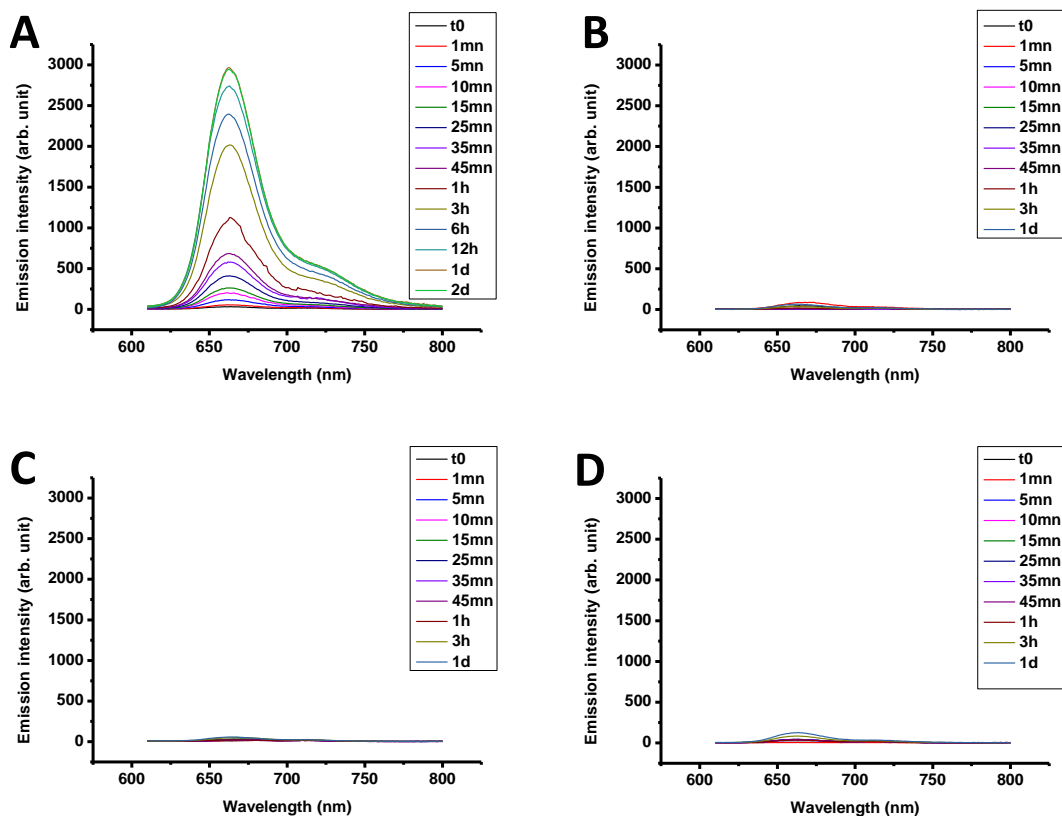 A
Emission intensity (arb. unit)
3000
2500
2000
1500
1000
500
0
600
650
700
750
800
Wavelength (nm)
t0
1mn
5mn
10mn
15mn
25mn
35mn
45mn
1h
3h
6h
12h
1d
2d
B
Emission intensity (arb. unit)
3000
2500
2000
1500
1000
500
0
600
650
700
750
800
Wavelength (nm)
t0
1mn
5mn
10mn
15mn
25mn
35mn
45mn
1h
3h
1d
C
Emission intensity (arb. unit)
3000
2500
2000
1500
1000
500
0
600
650
700
750
800
Wavelength (nm)
t0
1mn
5mn
10mn
15mn
25mn
35mn
45mn
1h
3h
1d
D
Emission intensity (arb. unit)
3000
2500
2000
1500
1000
500
0
600
650
700
750
800
Wavelength (nm)
t0
1mn
5mn
10mn
15mn
25mn
35mn
45mn
1h
3h
1d